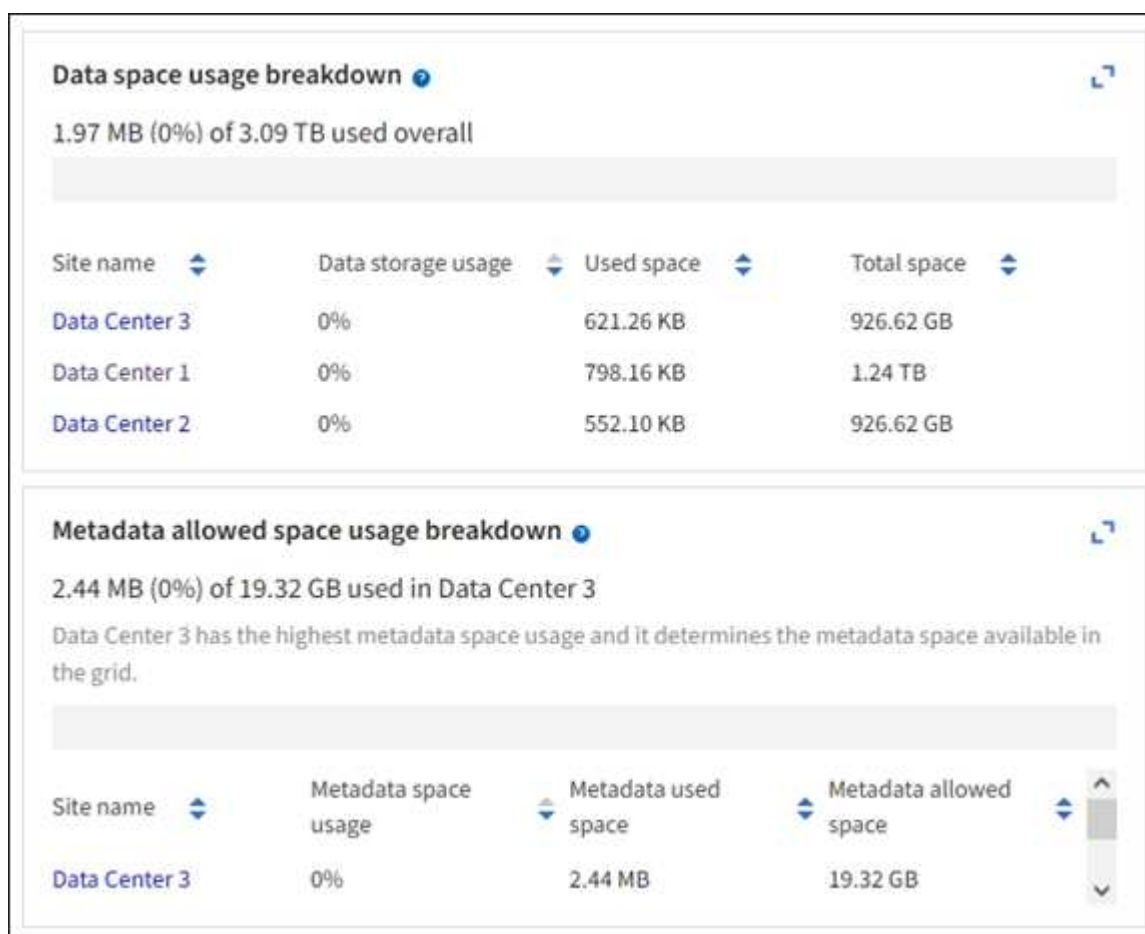 Data space usage breakdown ?
1.97 MB (0%) of 3.09 TB used overall
Site name Data storage usage Used space Total space
Data Center 3 0% 621.26 KB 926.62 GB
Data Center 1 0% 798.16 KB 1.24 TB
Data Center 2 0% 552.10 KB 926.62 GB
Metadata allowed space usage breakdown ?
2.44 MB (0%) of 19.32 GB used in Data Center 3
Data Center 3 has the highest metadata space usage and it determines the metadata space available in
the grid.
Site name Metadata space usage Metadata used space Metadata allowed space
Data Center 3 0% 2.44 MB 19.32 GB